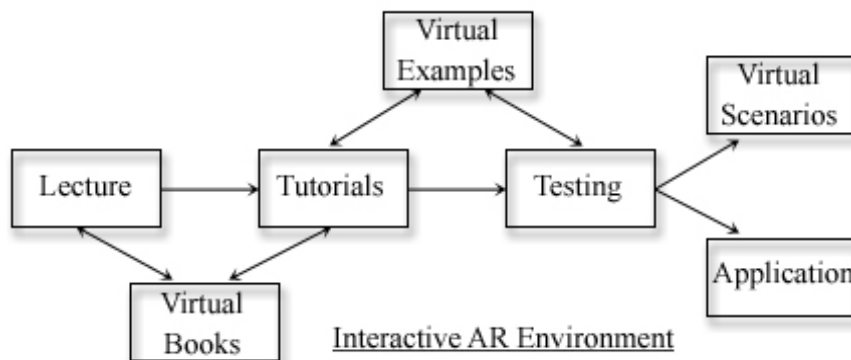 Virtual
Examples
Virtual
Scenarios
Lecture
Tutorials
Testing
Application
Virtual
Books
Interactive AR Environment